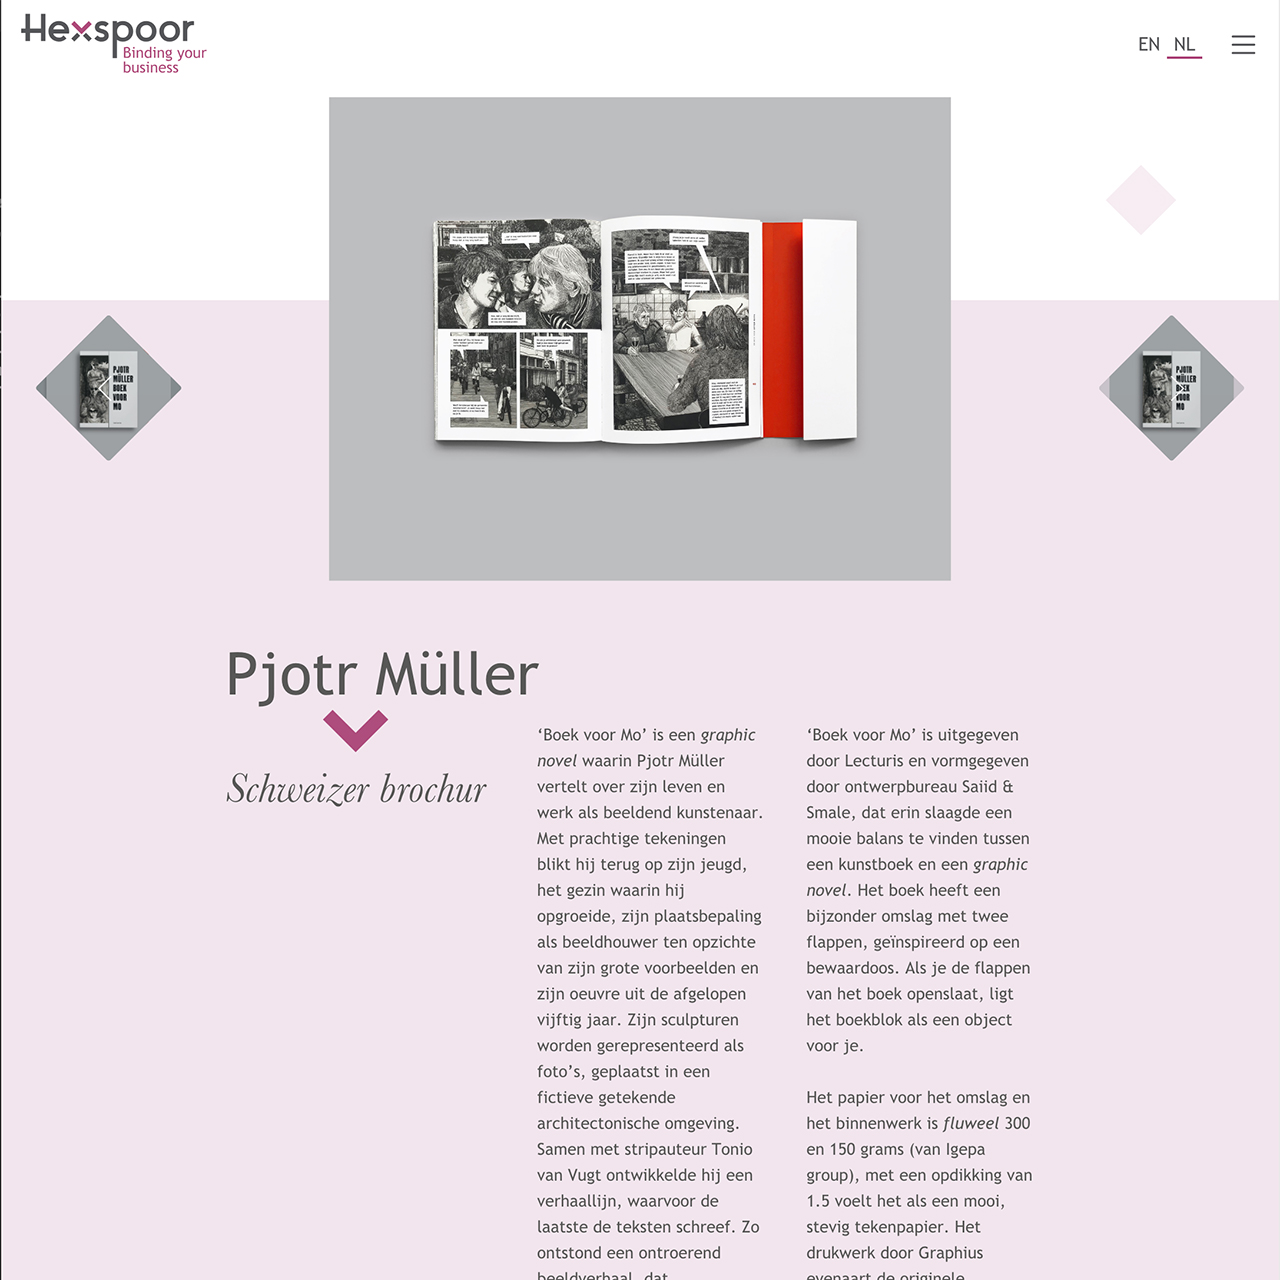 Hexspoor
Binding your
business
EN NL
PJOTR
MÜLLER
BOEK
VOOR
MO
PJOTR
MÜLLER
BOEK
VOOR
MO
Pjotr Müller
Schweizer brochur
‘Boek voor Mo’ is een graphic
novel waarin Pjotr Müller
vertelt over zijn leven en
werk als beeldend kunstenaar.
Met prachtige tekeningen
blikt hij terug op zijn jeugd,
het gezin waarin hij
opgroeide, zijn plaatsbepaling
als beeldhouwer ten opzichte
van zijn grote voorbeelden en
zijn oeuvre uit de afgelopen
vijftig jaar. Zijn sculpturen
worden gerepresenteerd als
foto’s, geplaatst in een
fictieve getekende
architectonische omgeving.
Samen met stripauteur Tonio
van Vugt ontwikkelde hij een
verhaallijn, waarvoor de
laatste de teksten schreef. Zo
ontstond een ontroerend
beeldverhaal, dat
‘Boek voor Mo’ is uitgegeven
door Lecturis en vormgegeven
door ontwerpbureau Saiid &
Smale, dat erin slaagde een
mooie balans te vinden tussen
een kunstboek en een graphic
novel. Het boek heeft een
bijzonder omslag met twee
flappen, geïnspireerd op een
bewaardoos. Als je de flappen
van het boek openslaat, ligt
het boekblok als een object
voor je.
Het papier voor het omslag en
het binnenwerk is fluweel 300
en 150 grams (van Igepa
group), met een opdikking van
1.5 voelt het als een mooi,
stevig tekenpapier. Het
drukwerk door Graphius
evenaart de originele